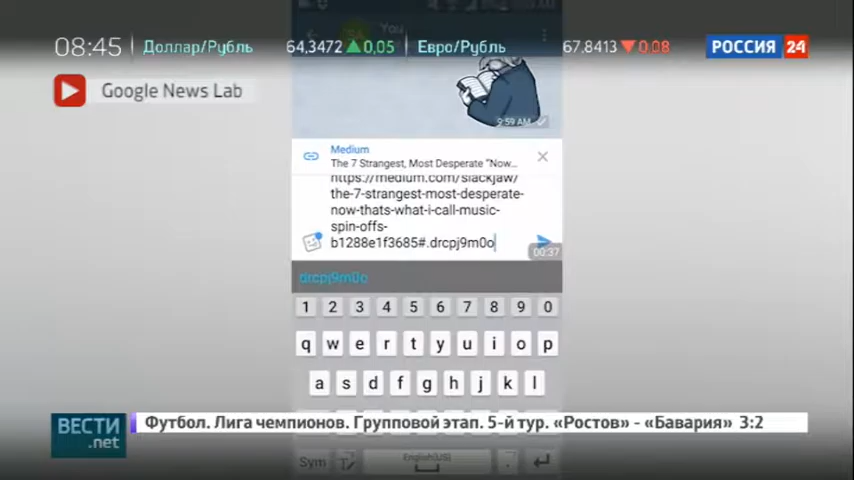 08:45 Доллар/Рубль 64,3472 0,05 Евро/Рубль 67,8413 0,08 РОССИЯ 24
You
Google News Lab
9:59 AM
Medium
The 7 Strangest, Most Desperate “Now...
https://medium.com/slackjaw/
the-7-strangest-most-desperate-
now-thats-what-i-call-music-
spin-offs-
b1288e1f3685#.drcpj9m0o
00:37
drcpj9m0o
1 2 3 4 5 6 7 8 9 0
q w e r t y u i o p
a s d f g h j k l
ВЕСТИ
.net
Футбол. Лига чемпионов. Групповой этап. 5-й тур. «Ростов» - «Бавария» 3:2
Sym English(US) .